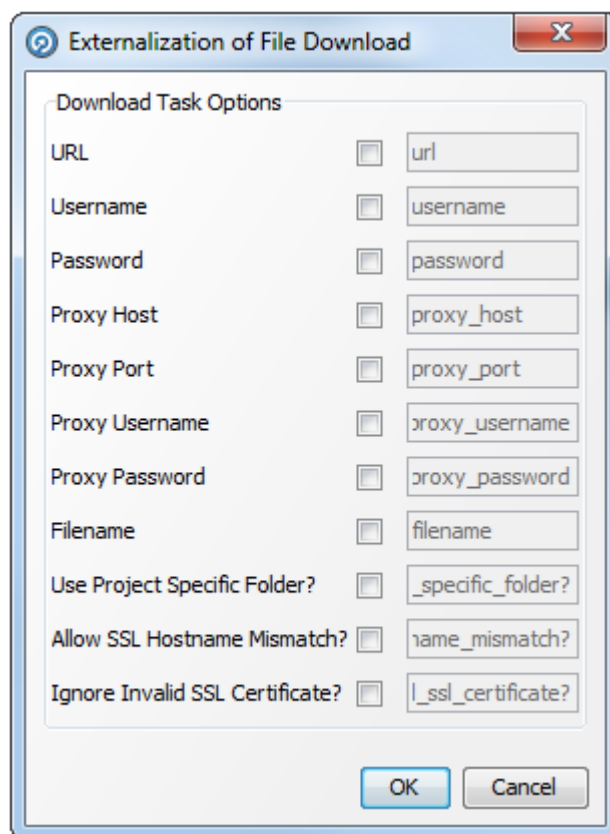 Externalization of File Download
Download Task Options
URL url
Username username
Password password
Proxy Host proxy_host
Proxy Port proxy_port
Proxy Username proxy_username
Proxy Password proxy_password
Filename filename
Use Project Specific Folder? _specific_folder?
Allow SSL Hostname Mismatch? name_mismatch?
Ignore Invalid SSL Certificate? l_ssl_certificate?
OK Cancel